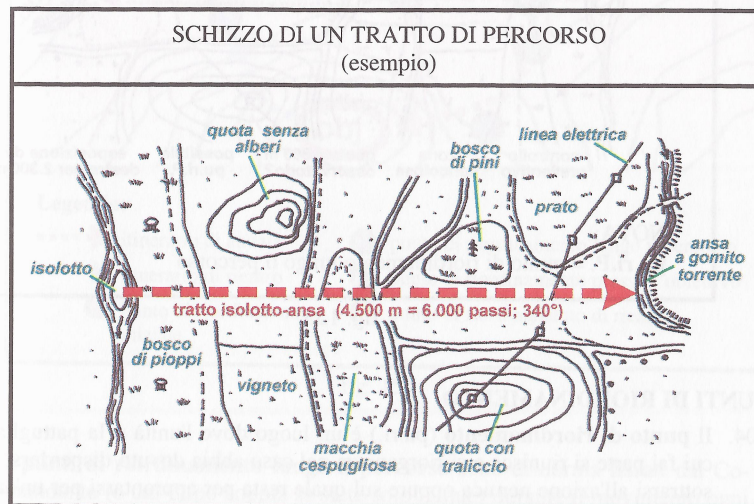 SCHIZZO DI UN TRATTO DI PERCORSO
(esempio)
quota senza
alberi
bosco
di pini
linea elettrica
prato
isolotto
ansa
a gomito
torrente
tratto isolotto-ansa (4.500 m = 6.000 passi; 340°)
bosco
di pioppi
vigneto
macchia
cespugliosa
quota con
traliccio